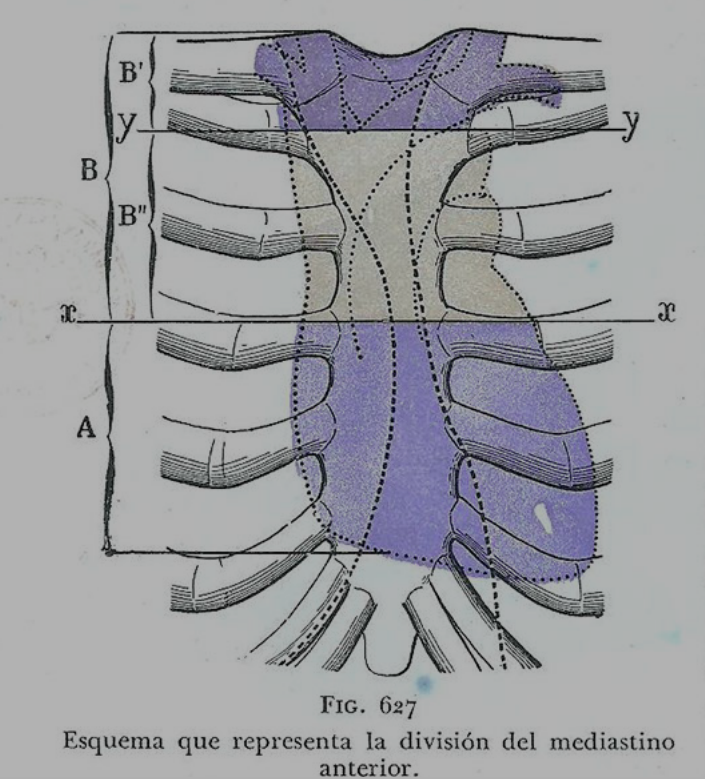 B'
y
y
B
B"
x
x
A
FIG. 627
Esquema que representa la división del mediastino
anterior.